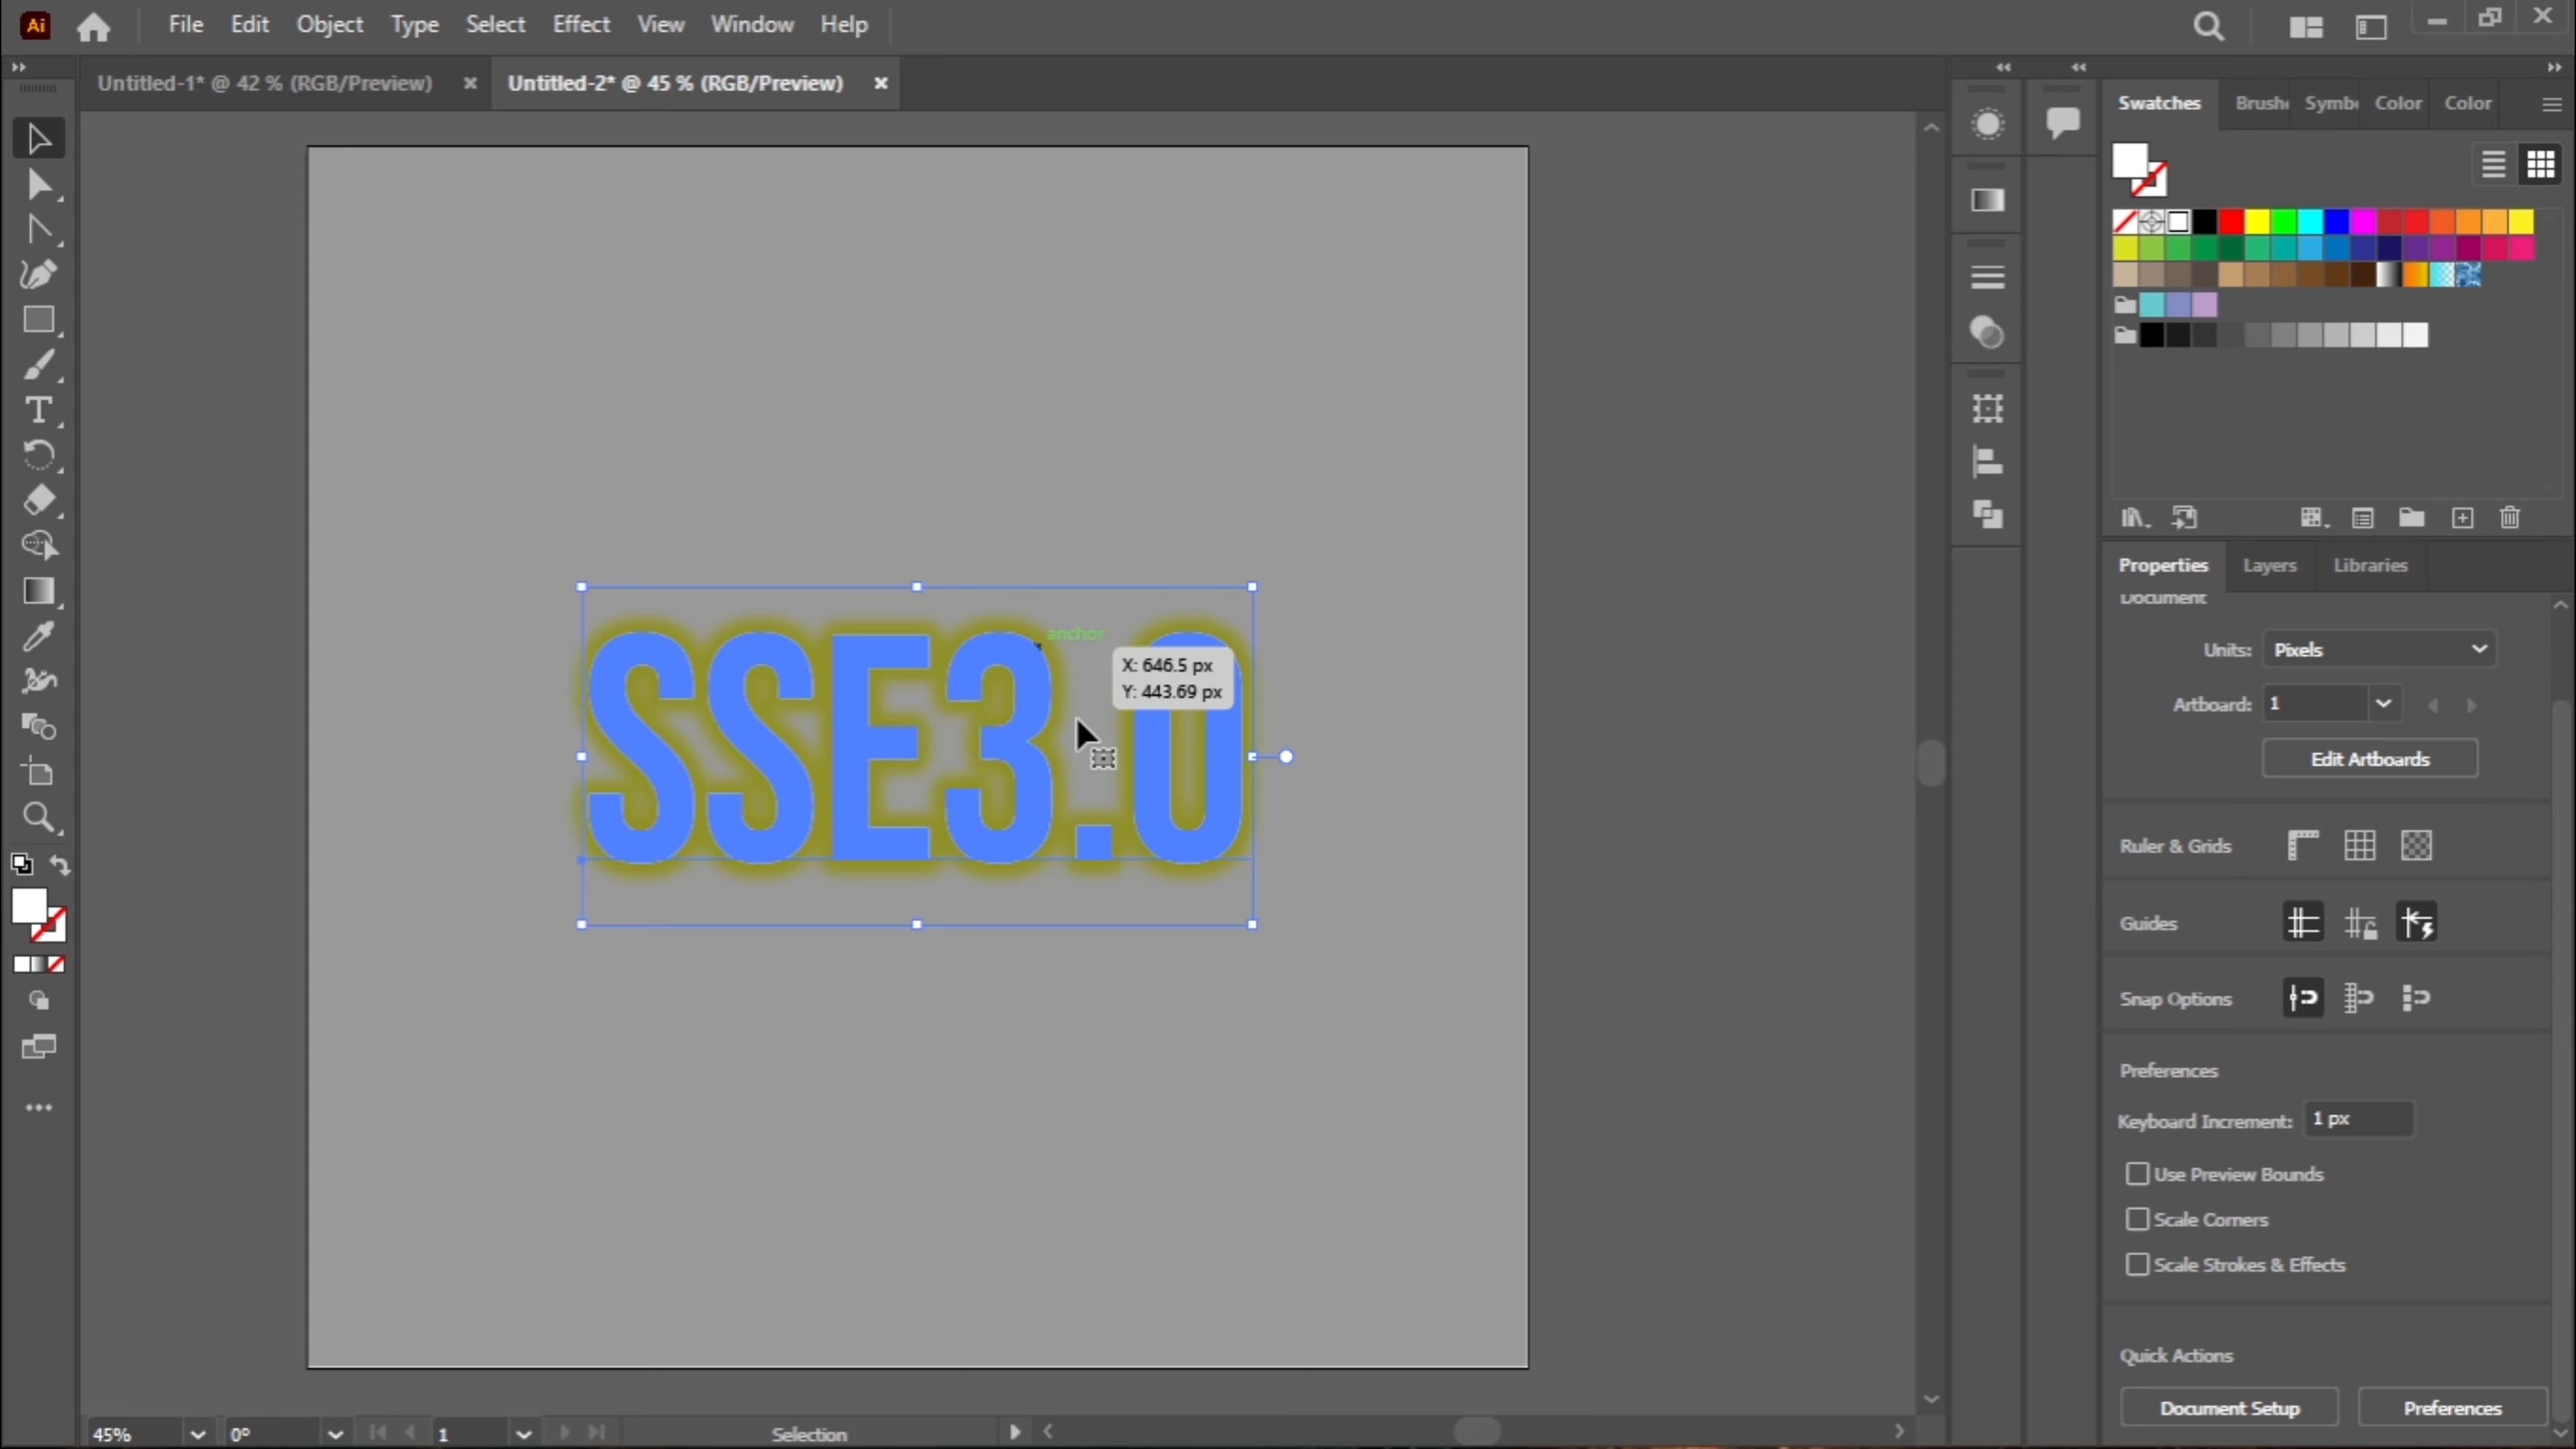 Ai File Edit Object Type Select Effect View Window Help
Untitled-1* @ 42 % (RGB/Preview) Untitled-2* @ 45 % (RGB/Preview)
Swatches Brush Symb Color Color
anchor
SSE3.0
X: 646.5 px
Y: 443.69 px
Properties Layers Libraries
Document
Units: Pixels
Artboard: 1
Edit Artboards
Ruler & Grids
Guides
Snap Options
Preferences
Keyboard Increment: 1 px
Use Preview Bounds
Scale Corners
Scale Strokes & Effects
Quick Actions
Document Setup Preferences
45% 0° 1 Selection